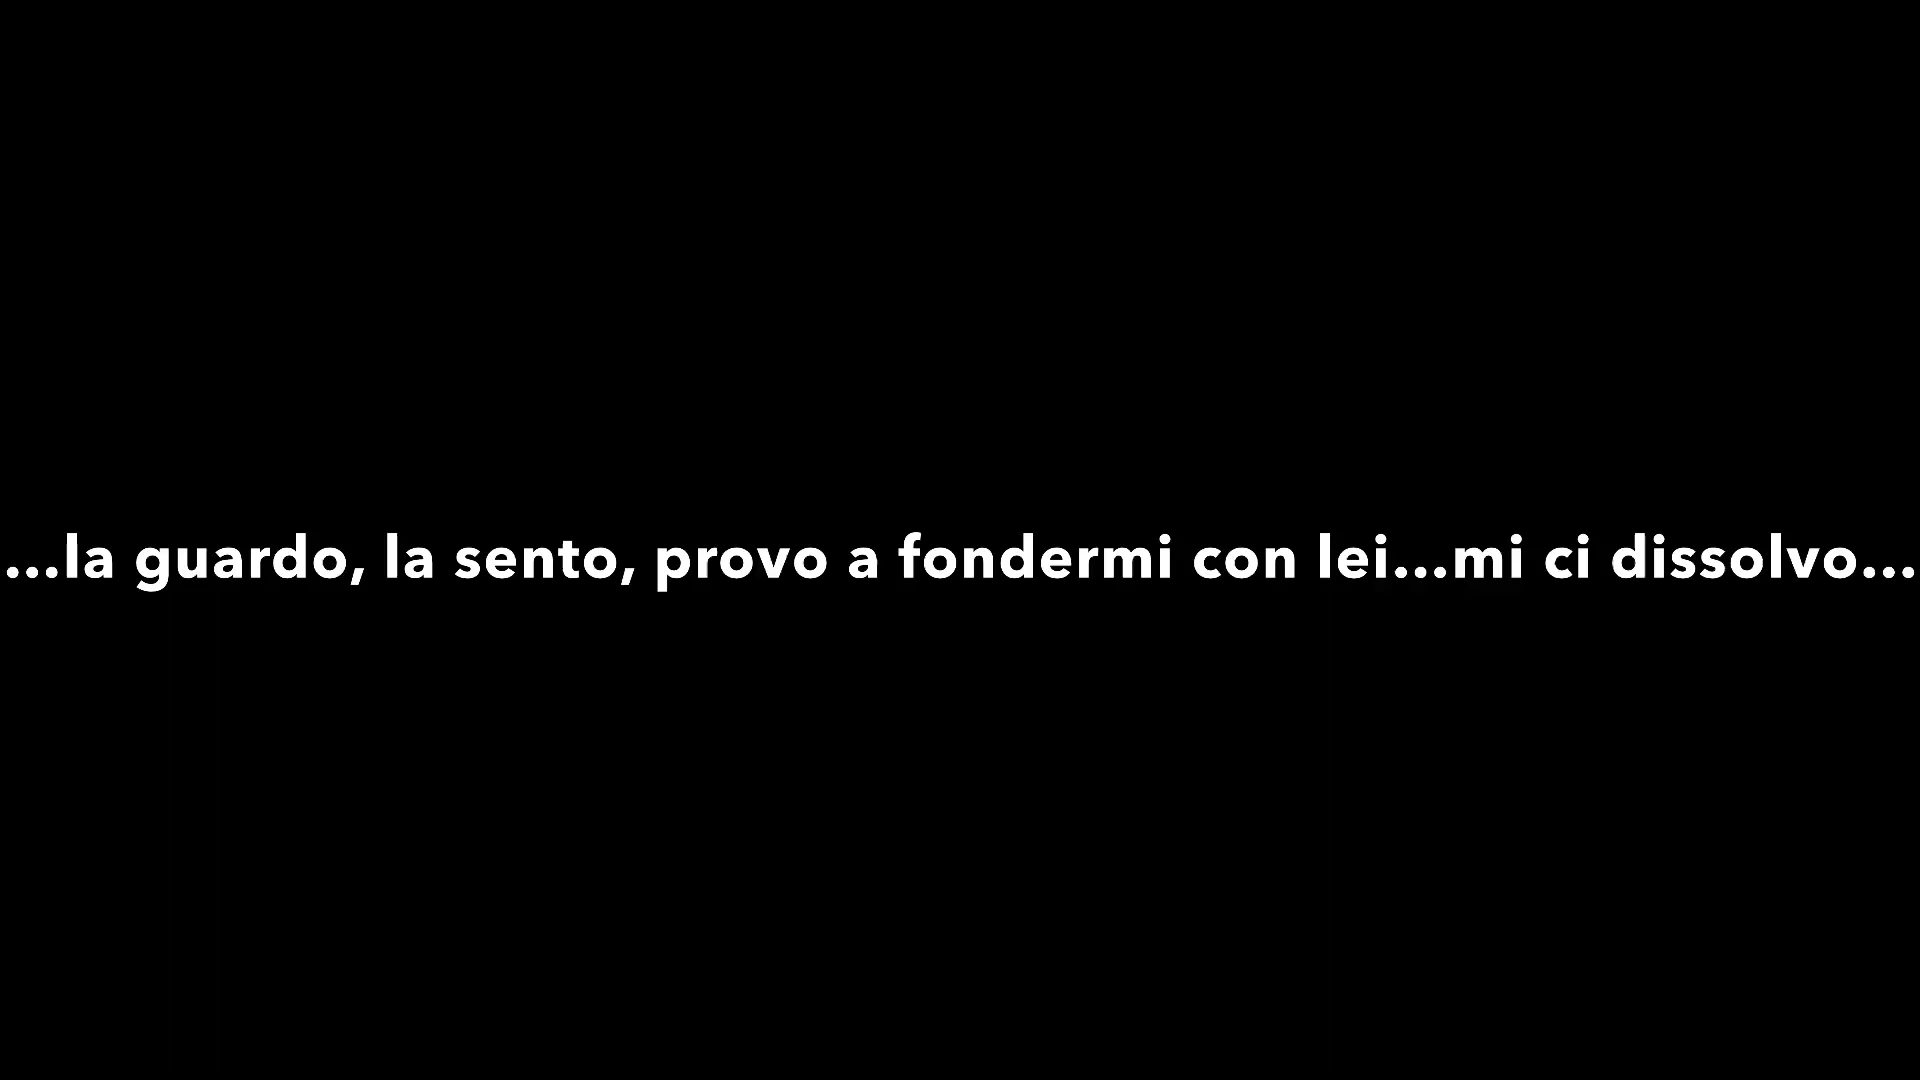 ...la guardo, la sento, provo a fondermi con lei...mi ci dissolvo...